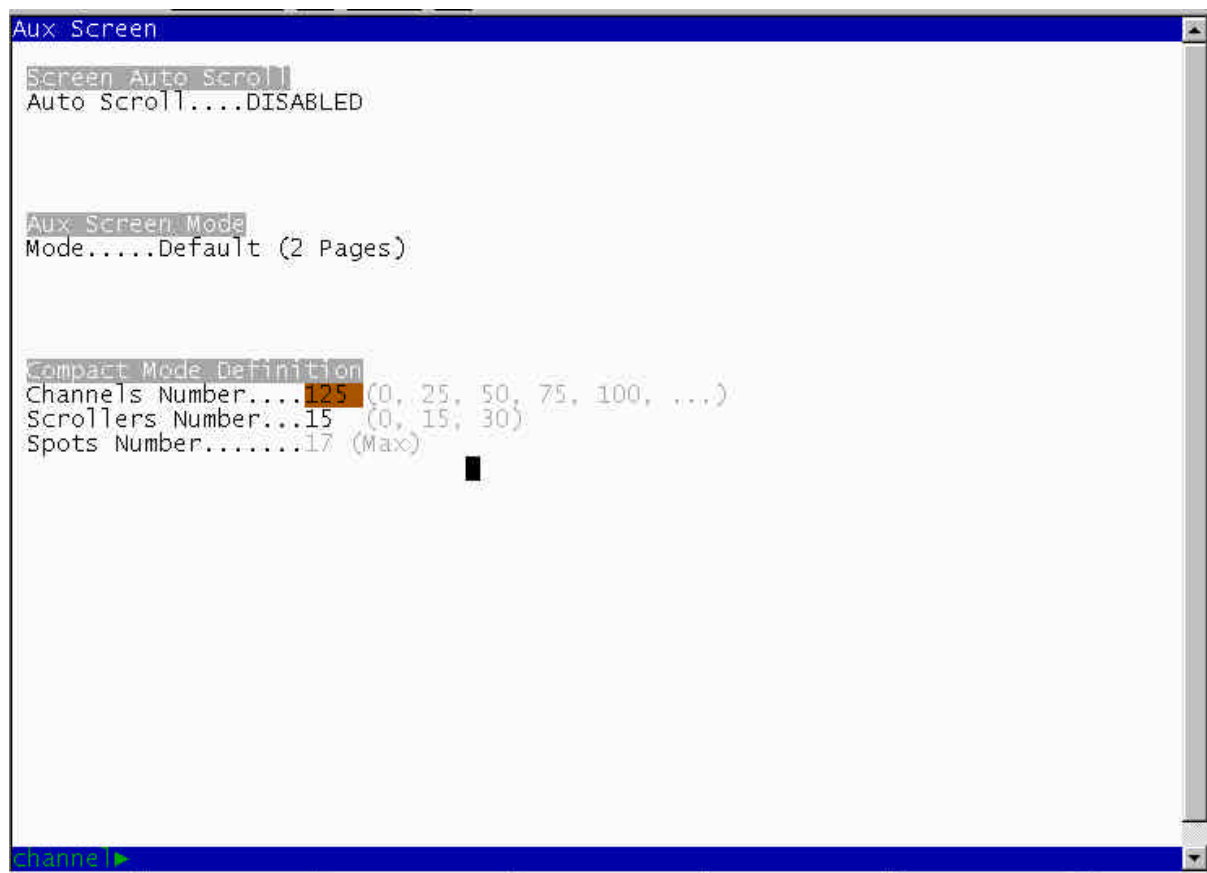 Aux Screen
Screen Auto Scroll
Auto Scroll....DISABLED
Aux Screen Mode
Mode.....Default (2 Pages)
Compact Mode Definition
Channels Number....125 (0, 25, 50, 75, 100, ...)
Scrollers Number...15 (0, 15, 30)
Spots Number.......17 (Max)
channel►